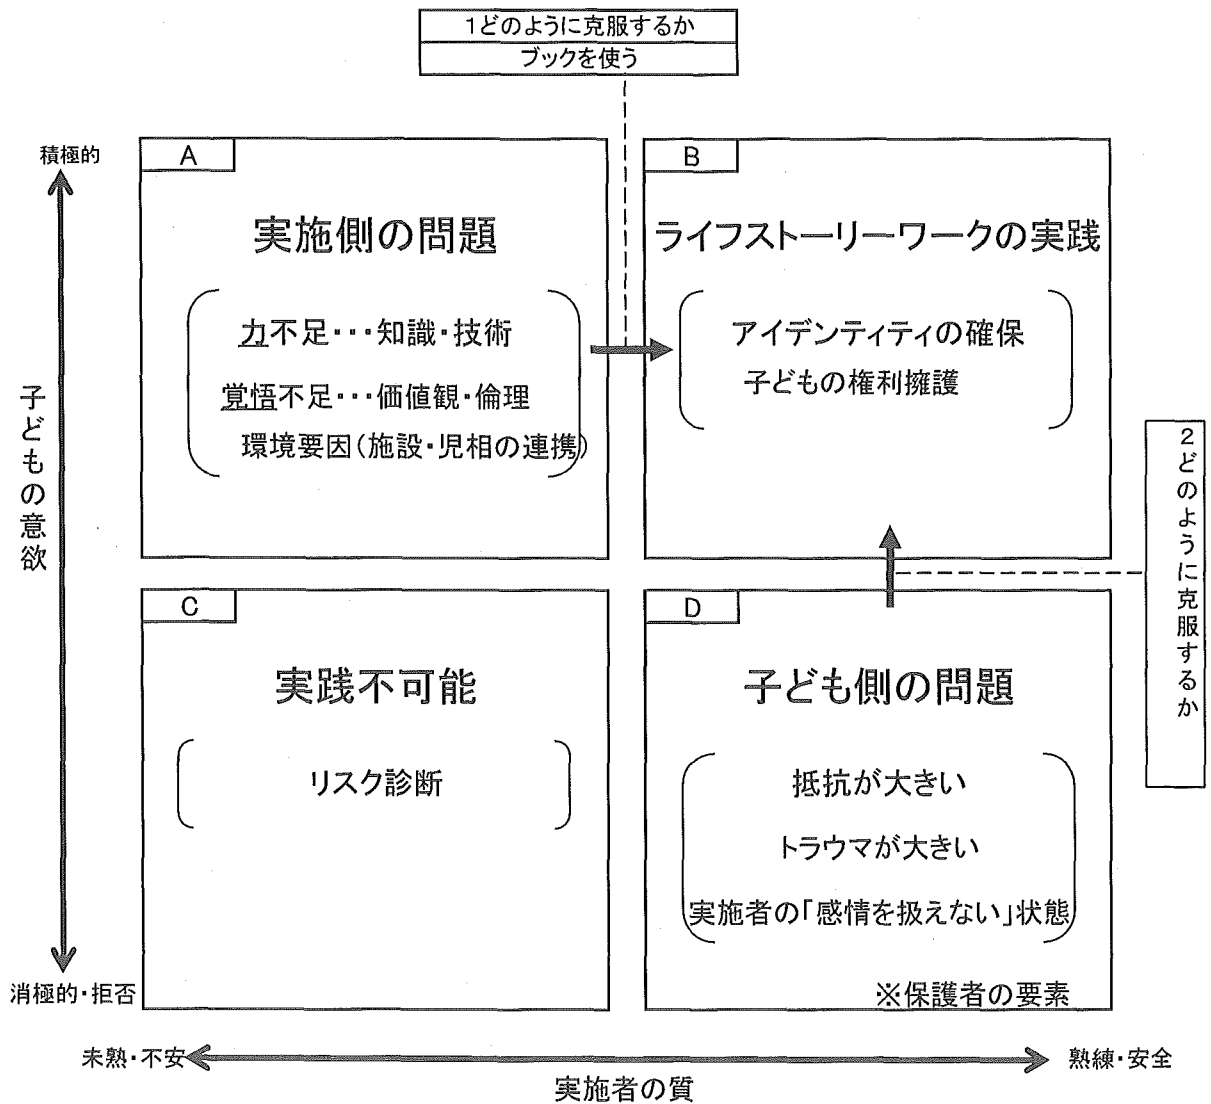 1どのように克服するか
ブックを使う
積極的
A
実施側の問題
力不足・・・知識・技術
覚悟不足・・・価値観・倫理
環境要因(施設・児相の連携)
B
ライフストーリーワークの実践
アイデンティティの確保
子どもの権利擁護
子どもの意欲
2どのように克服するか
C
実践不可能
リスク診断
D
子ども側の問題
抵抗が大きい
トラウマが大きい
実施者の「感情を扱えない」状態
※保護者の要素
消極的・拒否
未熟・不安
熟練・安全
実施者の質